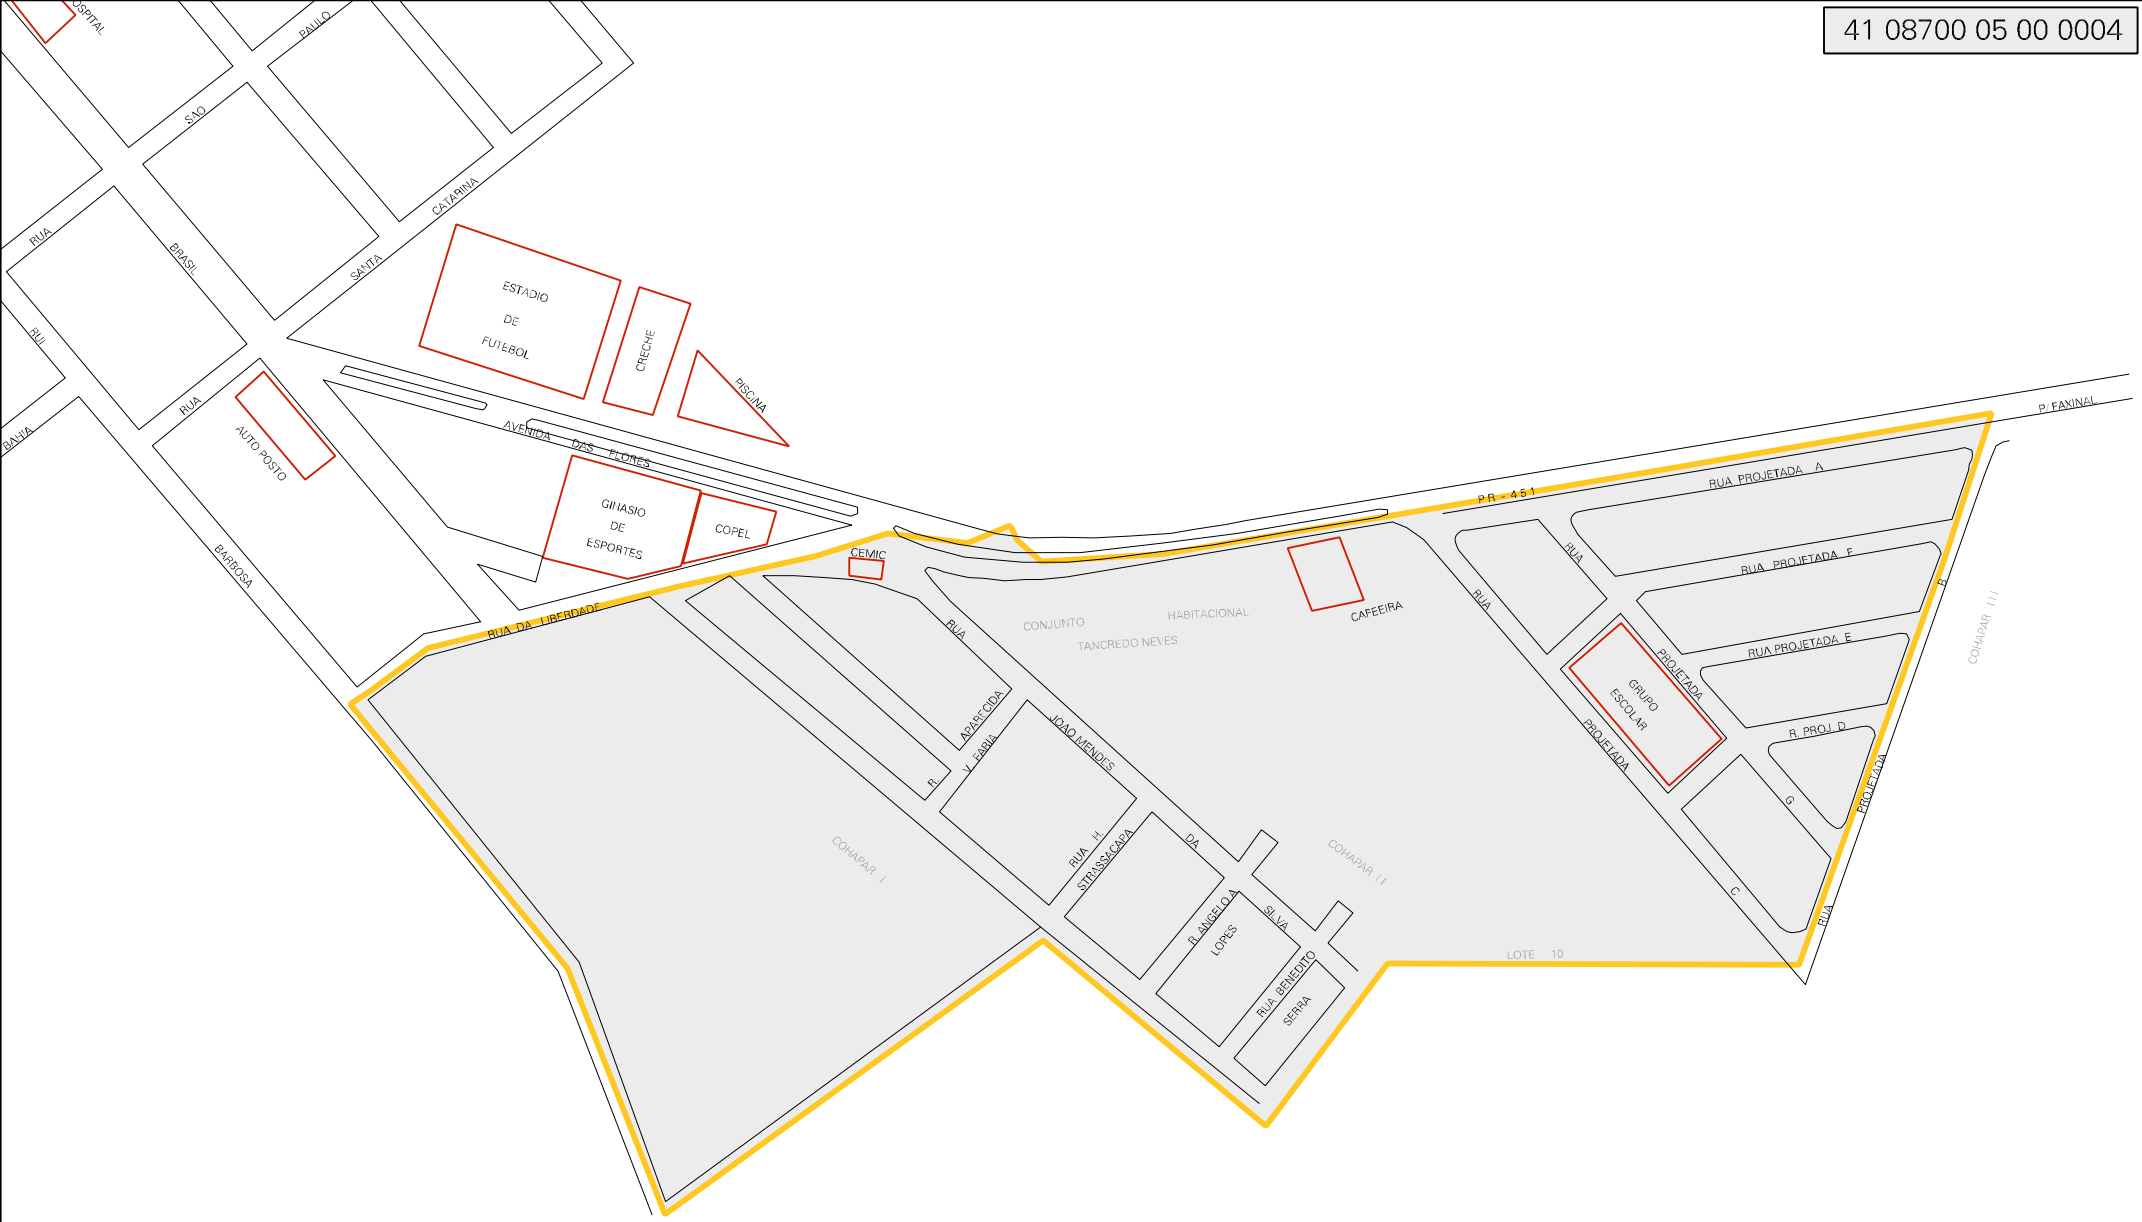 41 08700 05 00 0004
OSPITAL
PAULO
SAO
RUA
BRASIL
CATARINA
SANTA
RUI
RUA
BAHIA
AUTO POSTO
BARBOSA
ESTADIO
DE
FUTEBOL
CRECHE
PISCINA
AVENIDA DAS FLORES
GINASIO
DE
ESPORTES
COPEL
CEMIC
RUA DA LIBERDADE
PR - 451
P/ FAXINAL
RUA PROJETADA A
RUA PROJETADA F
RUA PROJETADA E
R. PROJ. D
RUA PROJETADA G
RUA PROJETADA C
RUA PROJETADA B
COHAPAR III
GRUPO
ESCOLAR
CAFEEIRA
CONJUNTO HABITACIONAL
TANCREDO NEVES
RUA JOAO MENDES DA SILVA
R. APARECIDA
V. FARIA
RUA H.
STRASSACAPA
R. ANGELO A
LOPES
RUA BENEDITO
SERRA
COHAPAR I
COHAPAR II
LOTE 10